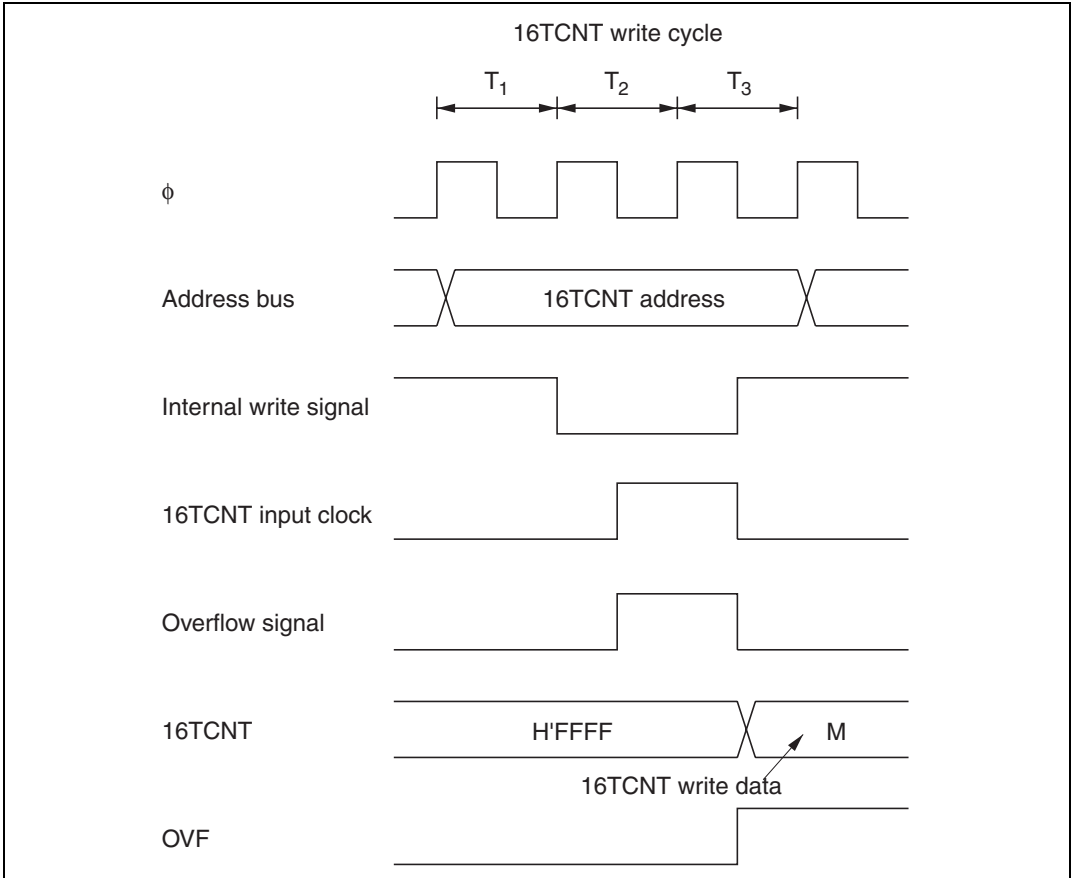 16TCNT write cycle
T1 T2 T3
φ
Address bus 16TCNT address
Internal write signal
16TCNT input clock
Overflow signal
16TCNT H'FFFF M
16TCNT write data
OVF